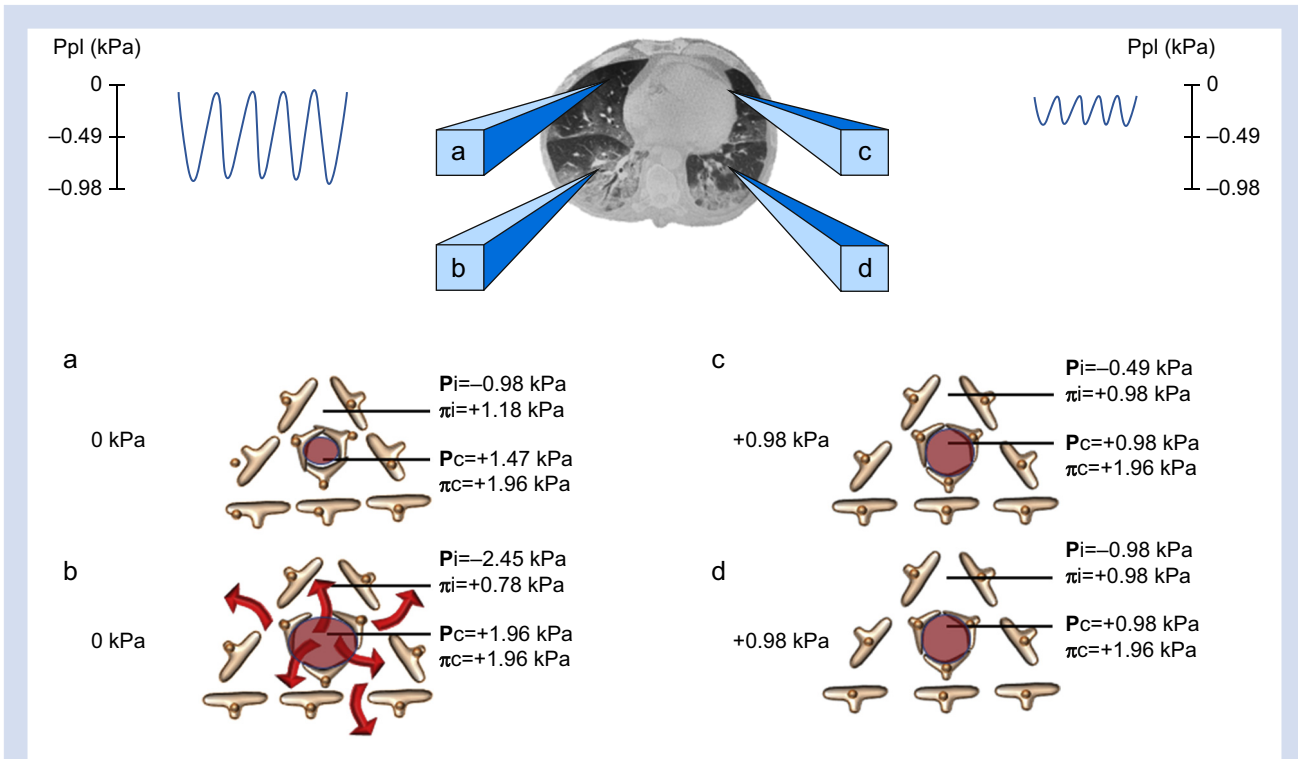 Ppl (kPa)
0
–0.49
–0.98
a
b
c
d
Ppl (kPa)
0
–0.49
–0.98
a
0 kPa
Pi=–0.98 kPa
πi=+1.18 kPa
Pc=+1.47 kPa
πc=+1.96 kPa
b
0 kPa
Pi=–2.45 kPa
πi=+0.78 kPa
Pc=+1.96 kPa
πc=+1.96 kPa
c
+0.98 kPa
Pi=–0.49 kPa
πi=+0.98 kPa
Pc=+0.98 kPa
πc=+1.96 kPa
d
+0.98 kPa
Pi=–0.98 kPa
πi=+0.98 kPa
Pc=+0.98 kPa
πc=+1.96 kPa